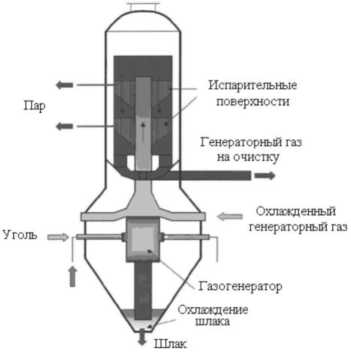 Испарительные
поверхности
Пар
Генераторный газ
на очистку
Охлажденный
генераторный газ
Уголь
Газогенератор
Охлаждение
шлака
Шлак